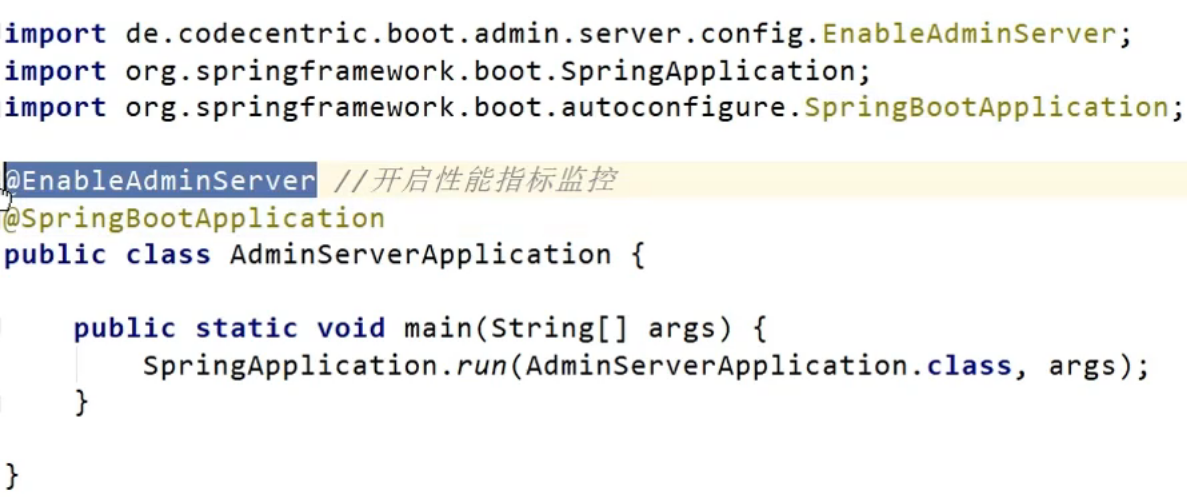 import de.codecentric.boot.admin.server.config.EnableAdminServer;
import org.springframework.boot.SpringApplication;
import org.springframework.boot.autoconfigure.SpringBootApplication;
@EnableAdminServer //开启性能指标监控
@SpringBootApplication
public class AdminServerApplication {
public static void main(String[] args) {
SpringApplication.run(AdminServerApplication.class, args);
}
}